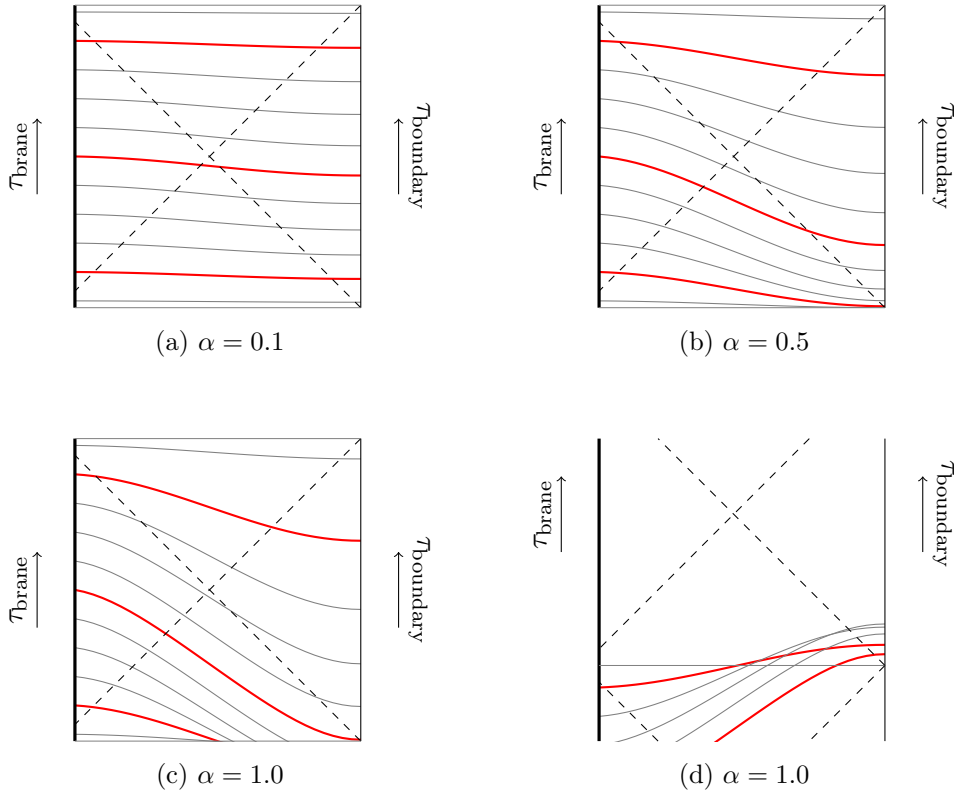 τbrane
τboundary
τbrane
τboundary
(a) α = 0.1
(b) α = 0.5
τbrane
τboundary
τbrane
τboundary
(c) α = 1.0
(d) α = 1.0